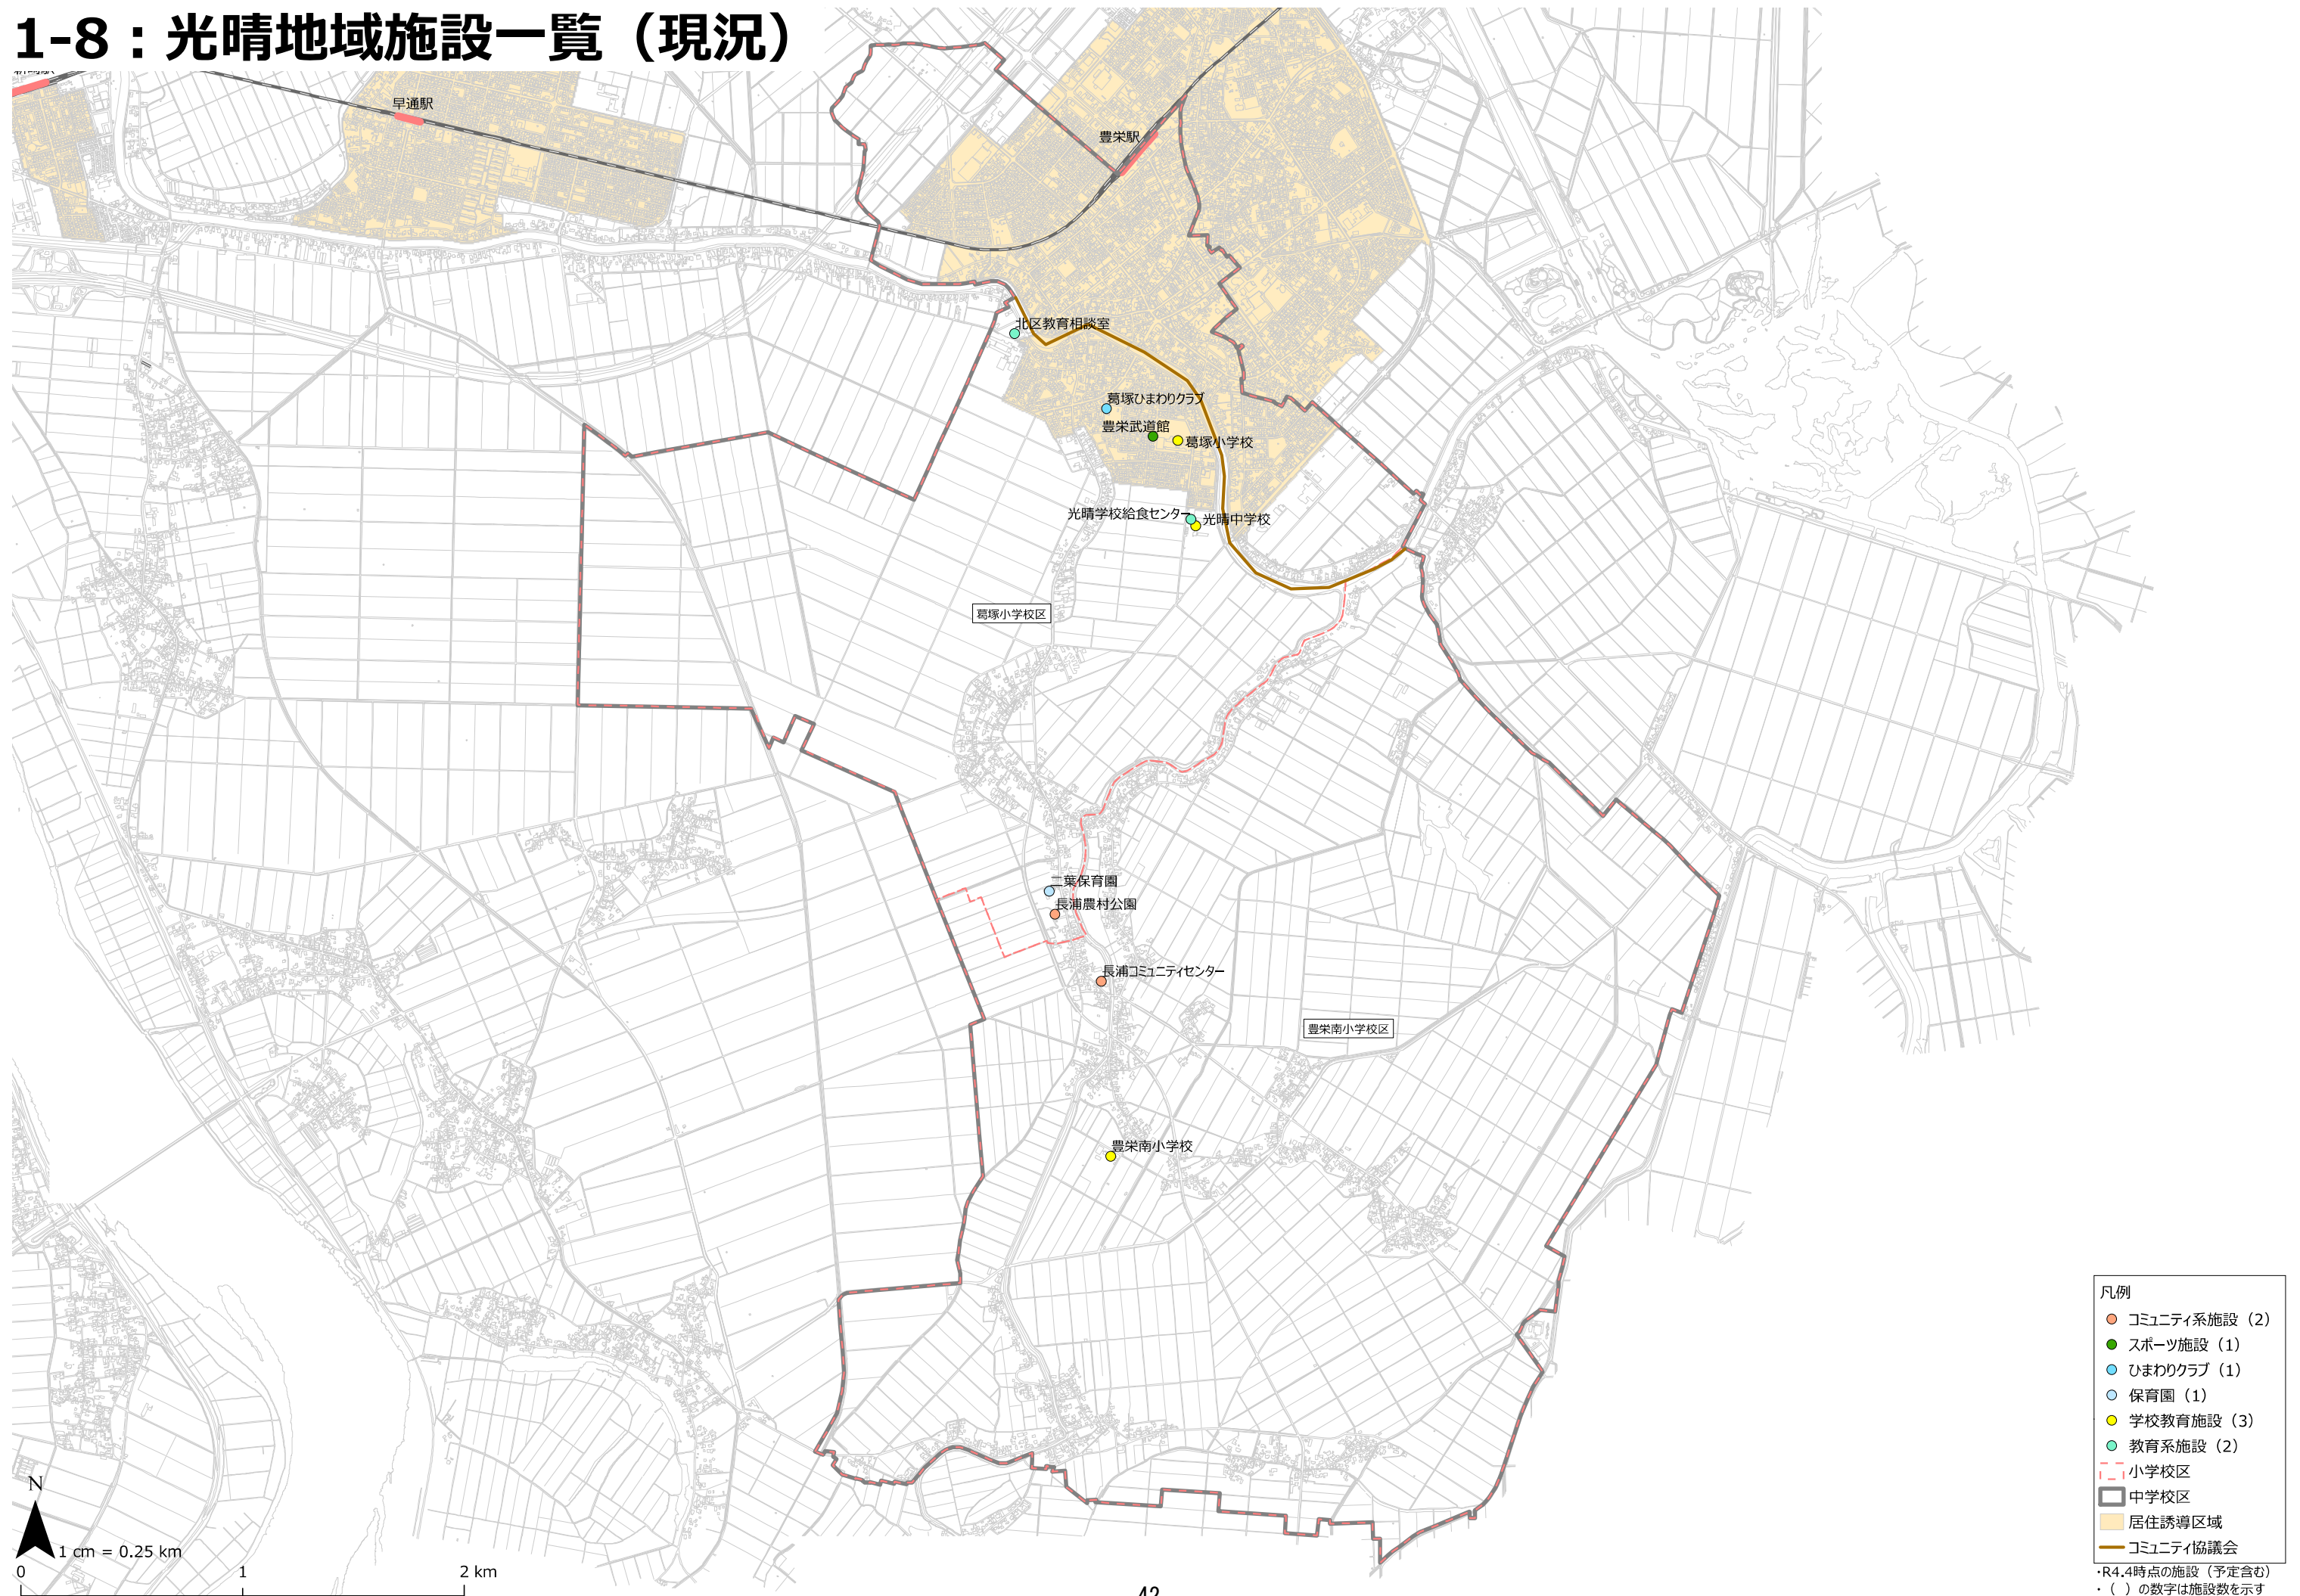 1-8：光晴地域施設一覧（現況）
早通駅
豊栄駅
北区教育相談室
葛塚ひまわりクラブ
豊栄武道館
葛塚小学校
光晴学校給食センター
光晴中学校
葛塚小学校区
二葉保育園
長浦農村公園
長浦コミュニティセンター
豊栄南小学校区
豊栄南小学校
凡例
コミュニティ系施設（2）
スポーツ施設（1）
ひまわりクラブ（1）
保育園（1）
学校教育施設（3）
教育系施設（2）
小学校区
中学校区
居住誘導区域
コミュニティ協議会
・R4.4時点の施設（予定含む）
・（ ）の数字は施設数を示す
N
1 cm = 0.25 km
0 1 2 km